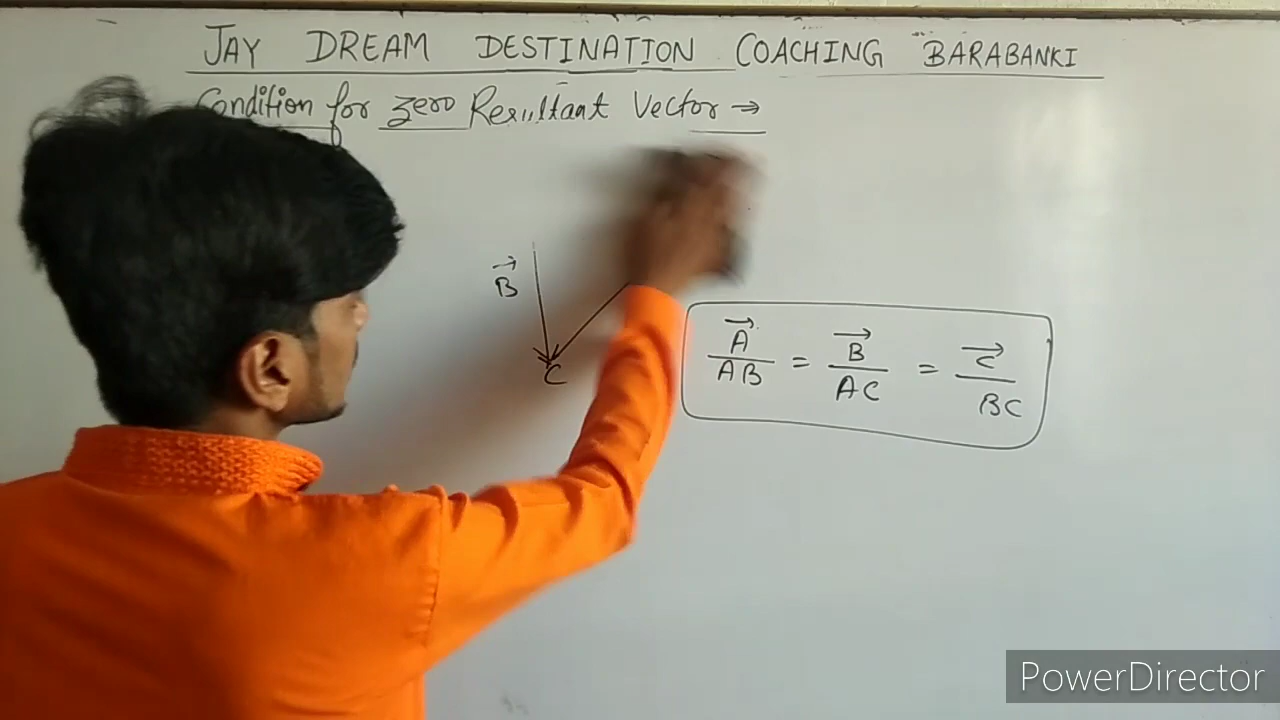 JAY DREAM DESTINATION COACHING BARABANKI
Condition for zero Resultant Vector ⇒
→
B
C
→ → →
A/AB = B/AC = C/BC
PowerDirector